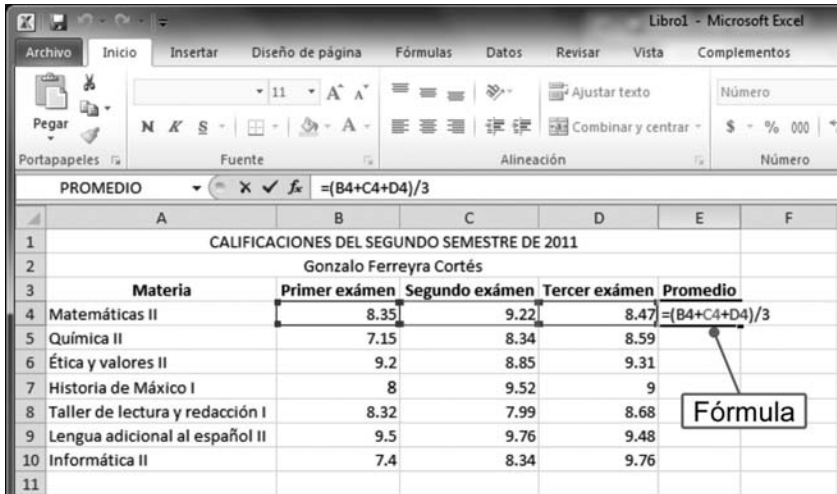 Libro1 - Microsoft Excel
Archivo Inicio Insertar Diseño de página Fórmulas Datos Revisar Vista Complementos
11 A A Ajustar texto Número
Pegar N K S A Combinar y centrar $ % 000
Portapapeles Fuente Alineación Número
PROMEDIO fx =(B4+C4+D4)/3
A B C D E F
1 CALIFICACIONES DEL SEGUNDO SEMESTRE DE 2011
2 Gonzalo Ferreyra Cortés
3 Materia Primer exámen Segundo exámen Tercer exámen Promedio
4 Matemáticas II 8.35 9.22 8.47 =(B4+C4+D4)/3
5 Química II 7.15 8.34 8.59
6 Ética y valores II 9.2 8.85 9.31
7 Historia de Máxico I 8 9.52 9
8 Taller de lectura y redacción I 8.32 7.99 8.68
Fórmula
9 Lengua adicional al español II 9.5 9.76 9.48
10 Informática II 7.4 8.34 9.76
11